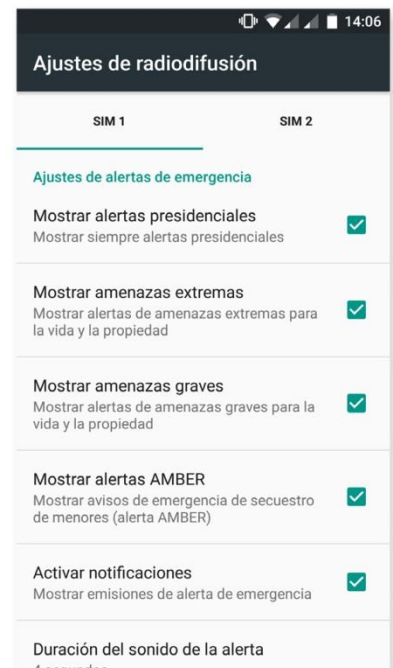 14:06
Ajustes de radiodifusión
SIM 1 SIM 2
Ajustes de alertas de emergencia
Mostrar alertas presidenciales
Mostrar siempre alertas presidenciales
Mostrar amenazas extremas
Mostrar alertas de amenazas extremas para
la vida y la propiedad
Mostrar amenazas graves
Mostrar alertas de amenazas graves para la
vida y la propiedad
Mostrar alertas AMBER
Mostrar avisos de emergencia de secuestro
de menores (alerta AMBER)
Activar notificaciones
Mostrar emisiones de alerta de emergencia
Duración del sonido de la alerta